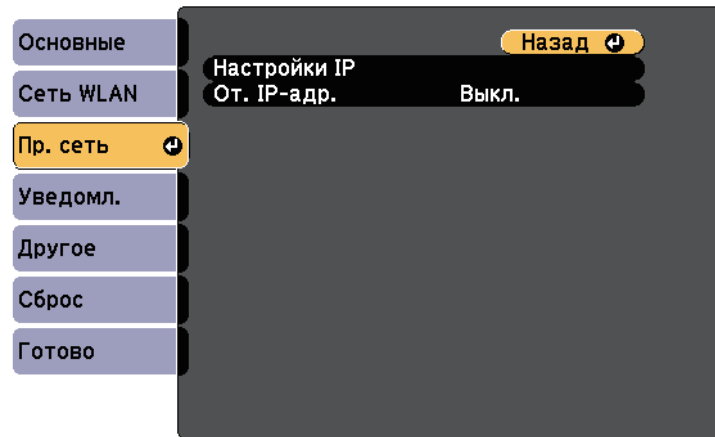 Основные
Сеть WLAN
Пр. сеть
Уведомл.
Другое
Сброс
Готово
Назад
Настройки IP
От. IP-адр. Выкл.